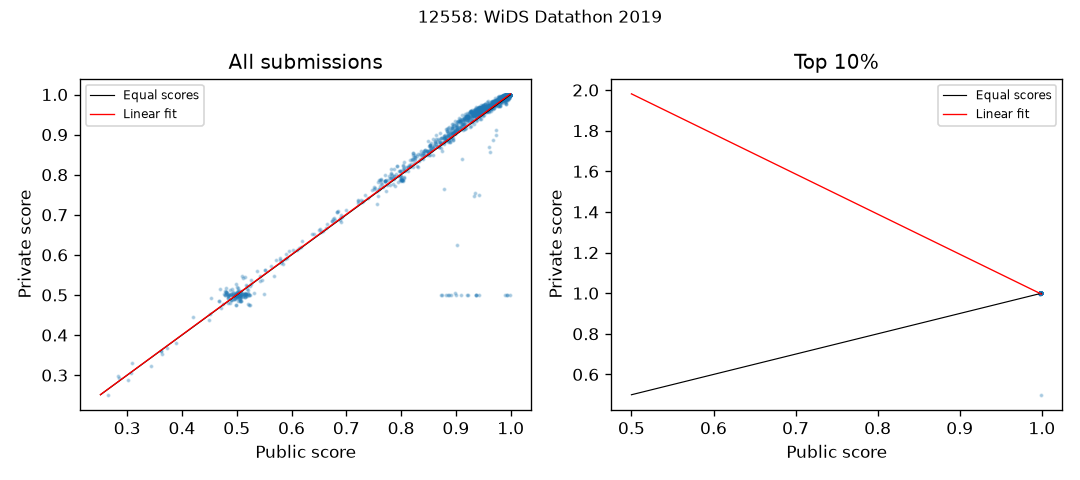 12558: WiDS Datathon 2019
All submissions
Equal scores
Linear fit
Private score
1.0
0.9
0.8
0.7
0.6
0.5
0.4
0.3
0.3 0.4 0.5 0.6 0.7 0.8 0.9 1.0
Public score
Top 10%
Equal scores
Linear fit
Private score
2.0
1.8
1.6
1.4
1.2
1.0
0.8
0.6
0.5 0.6 0.7 0.8 0.9 1.0
Public score